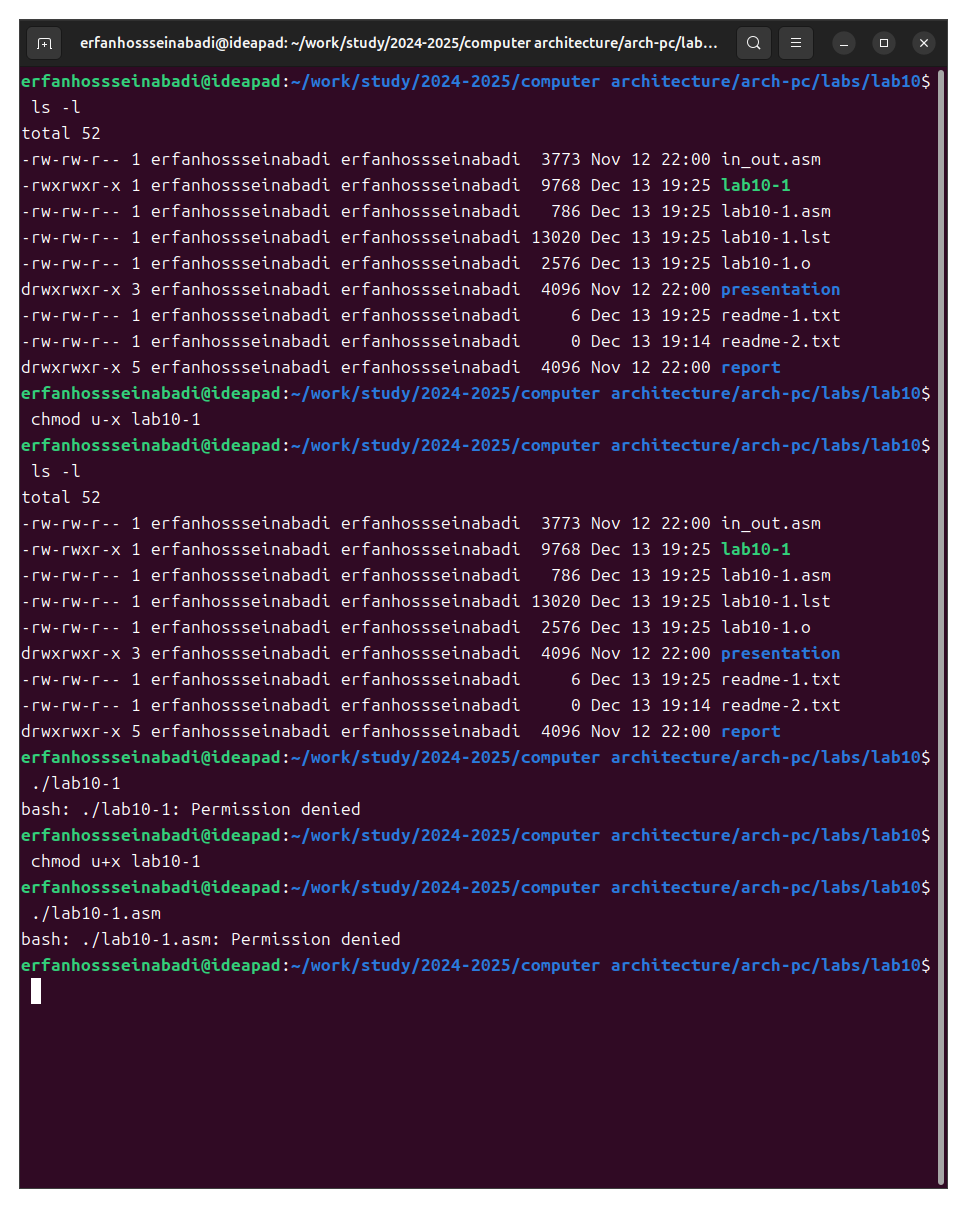 erfanhossseinabadi@ideapad: ~/work/study/2024-2025/computer architecture/arch-pc/lab...
erfanhossseinabadi@ideapad:~/work/study/2024-2025/computer architecture/arch-pc/labs/lab10$
 ls -l
total 52
-rw-rw-r-- 1 erfanhossseinabadi erfanhossseinabadi  3773 Nov 12 22:00 in_out.asm
-rwxrwxr-x 1 erfanhossseinabadi erfanhossseinabadi  9768 Dec 13 19:25 lab10-1
-rw-rw-r-- 1 erfanhossseinabadi erfanhossseinabadi   786 Dec 13 19:25 lab10-1.asm
-rw-rw-r-- 1 erfanhossseinabadi erfanhossseinabadi 13020 Dec 13 19:25 lab10-1.lst
-rw-rw-r-- 1 erfanhossseinabadi erfanhossseinabadi  2576 Dec 13 19:25 lab10-1.o
drwxrwxr-x 3 erfanhossseinabadi erfanhossseinabadi  4096 Nov 12 22:00 presentation
-rw-rw-r-- 1 erfanhossseinabadi erfanhossseinabadi     6 Dec 13 19:25 readme-1.txt
-rw-rw-r-- 1 erfanhossseinabadi erfanhossseinabadi     0 Dec 13 19:14 readme-2.txt
drwxrwxr-x 5 erfanhossseinabadi erfanhossseinabadi  4096 Nov 12 22:00 report
erfanhossseinabadi@ideapad:~/work/study/2024-2025/computer architecture/arch-pc/labs/lab10$
 chmod u-x lab10-1
erfanhossseinabadi@ideapad:~/work/study/2024-2025/computer architecture/arch-pc/labs/lab10$
 ls -l
total 52
-rw-rw-r-- 1 erfanhossseinabadi erfanhossseinabadi  3773 Nov 12 22:00 in_out.asm
-rw-rwxr-x 1 erfanhossseinabadi erfanhossseinabadi  9768 Dec 13 19:25 lab10-1
-rw-rw-r-- 1 erfanhossseinabadi erfanhossseinabadi   786 Dec 13 19:25 lab10-1.asm
-rw-rw-r-- 1 erfanhossseinabadi erfanhossseinabadi 13020 Dec 13 19:25 lab10-1.lst
-rw-rw-r-- 1 erfanhossseinabadi erfanhossseinabadi  2576 Dec 13 19:25 lab10-1.o
drwxrwxr-x 3 erfanhossseinabadi erfanhossseinabadi  4096 Nov 12 22:00 presentation
-rw-rw-r-- 1 erfanhossseinabadi erfanhossseinabadi     6 Dec 13 19:25 readme-1.txt
-rw-rw-r-- 1 erfanhossseinabadi erfanhossseinabadi     0 Dec 13 19:14 readme-2.txt
drwxrwxr-x 5 erfanhossseinabadi erfanhossseinabadi  4096 Nov 12 22:00 report
erfanhossseinabadi@ideapad:~/work/study/2024-2025/computer architecture/arch-pc/labs/lab10$
 ./lab10-1
bash: ./lab10-1: Permission denied
erfanhossseinabadi@ideapad:~/work/study/2024-2025/computer architecture/arch-pc/labs/lab10$
 chmod u+x lab10-1
erfanhossseinabadi@ideapad:~/work/study/2024-2025/computer architecture/arch-pc/labs/lab10$
 ./lab10-1.asm
bash: ./lab10-1.asm: Permission denied
erfanhossseinabadi@ideapad:~/work/study/2024-2025/computer architecture/arch-pc/labs/lab10$